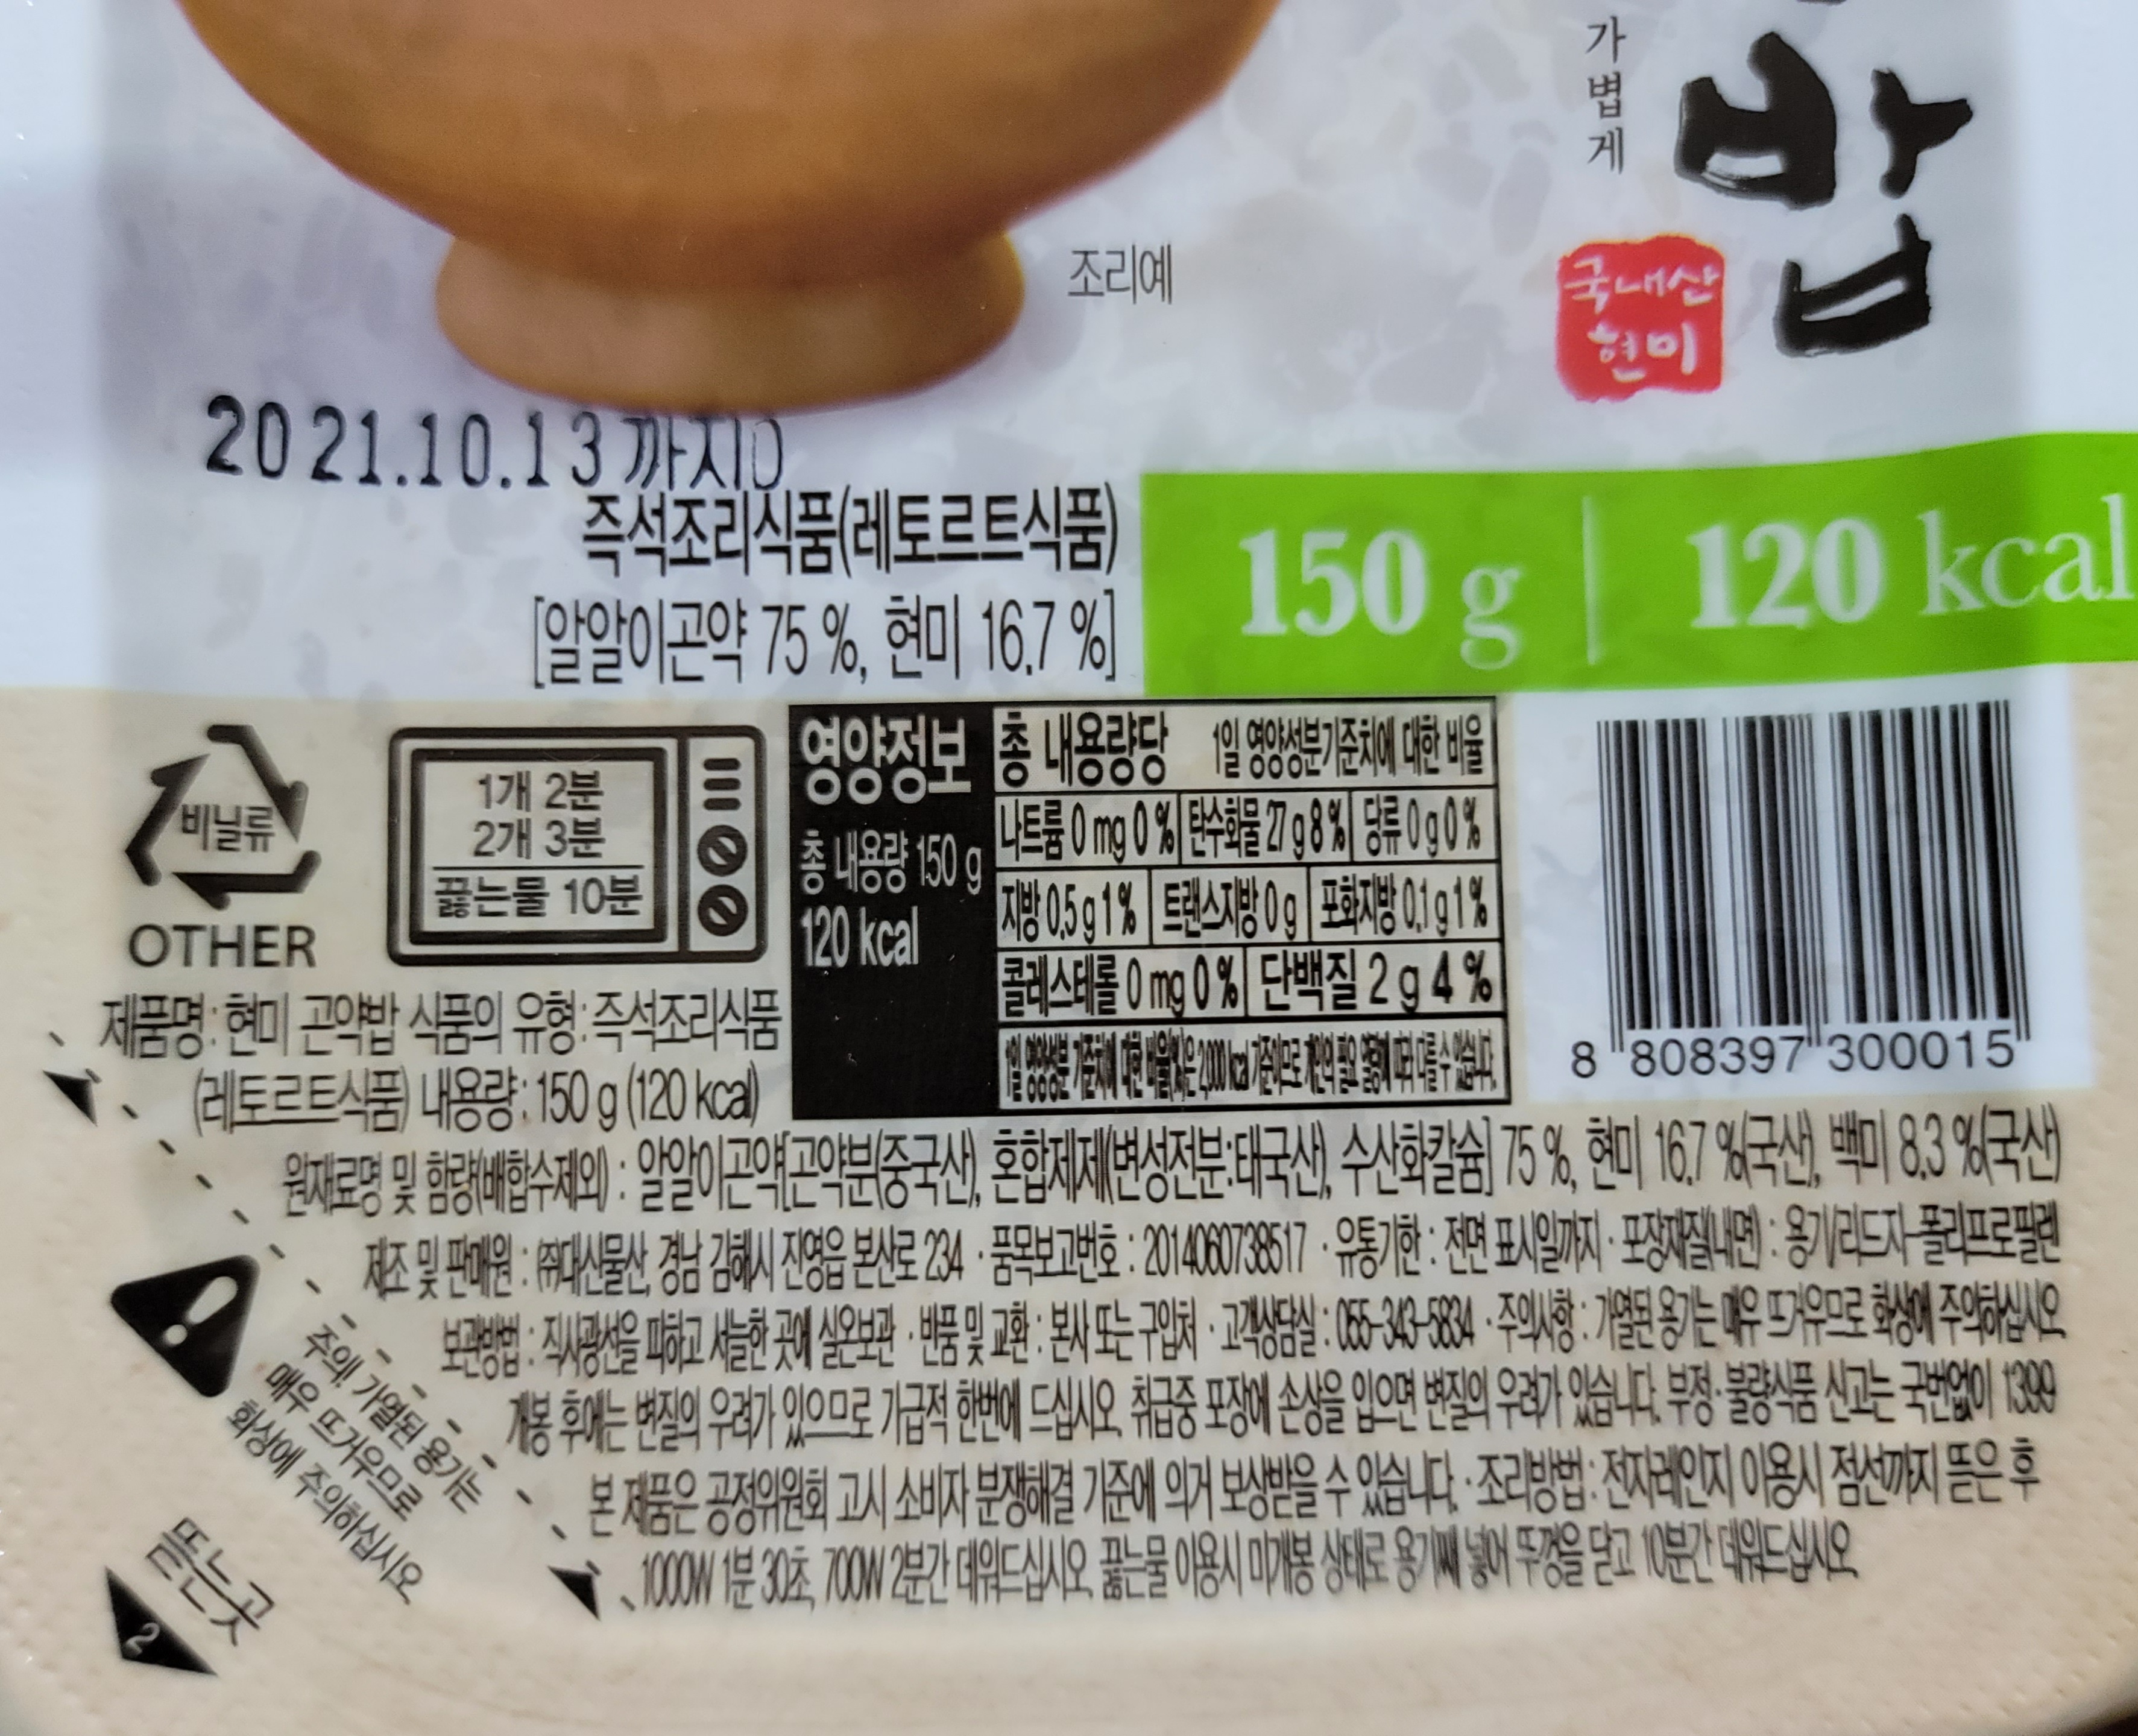 가볍게
밥
국내산
현미
조리예
2021.10.13 까지D
즉석조리식품(레토르트식품)
[알알이곤약 75 %, 현미 16.7 %]
150 g | 120 kcal
비닐류
OTHER
1개 2분
2개 3분
끓는물 10분
영양정보
총 내용량 150 g
120 kcal
총 내용량당 1일 영양성분기준치에 대한 비율
나트륨 0 mg 0 % 탄수화물 27 g 8 % 당류 0 g 0 %
지방 0.5 g 1 % 트랜스지방 0 g 포화지방 0.1 g 1 %
콜레스테롤 0 mg 0 % 단백질 2 g 4 %
1일 영양성분 기준치에 대한 비율(%)은 2,000 kcal 기준이므로 개인의 필요 열량에 따라 다를 수 있습니다.
8 808397 300015
제품명 : 현미 곤약밥 식품의 유형 : 즉석조리식품
(레토르트식품) 내용량 : 150 g (120 kcal)
원재료명 및 함량(배합수제외) : 알알이곤약[곤약분(중국산), 혼합제제(변성전분:태국산), 수산화칼슘] 75 %, 현미 16.7 %(국산), 백미 8.3 %(국산)
제조 및 판매원 : ㈜대신물산, 경남 김해시 진영읍 본산로 234 · 품목보고번호 : 2014060738517 · 유통기한 : 전면 표시일까지 · 포장재질(내면) : 용기/리드지-폴리프로필렌
보관방법 : 직사광선을 피하고 서늘한 곳에 실온보관 · 반품 및 교환 : 본사 또는 구입처 · 고객상담실 : 055-343-5834 · 주의사항 : 가열된 용기는 매우 뜨거우므로 화상에 주의하십시오
개봉 후에는 변질의 우려가 있으므로 가급적 한번에 드십시오. 취급중 포장에 손상을 입으면 변질의 우려가 있습니다. 부정·불량식품 신고는 국번없이 1399
본 제품은 공정위원회 고시 소비자 분쟁해결 기준에 의거 보상받을 수 있습니다. · 조리방법 : 전자레인지 이용시 점선까지 뜯은 후
1000W 1분 30초, 700W 2분간 데워드십시오. 끓는물 이용시 미개봉 상태로 용기째 넣어 뚜껑을 닫고 10분간 데워드십시오.
주의! 가열된 용기는
매우 뜨거우므로
화상에 주의하십시오
뜯는곳
2